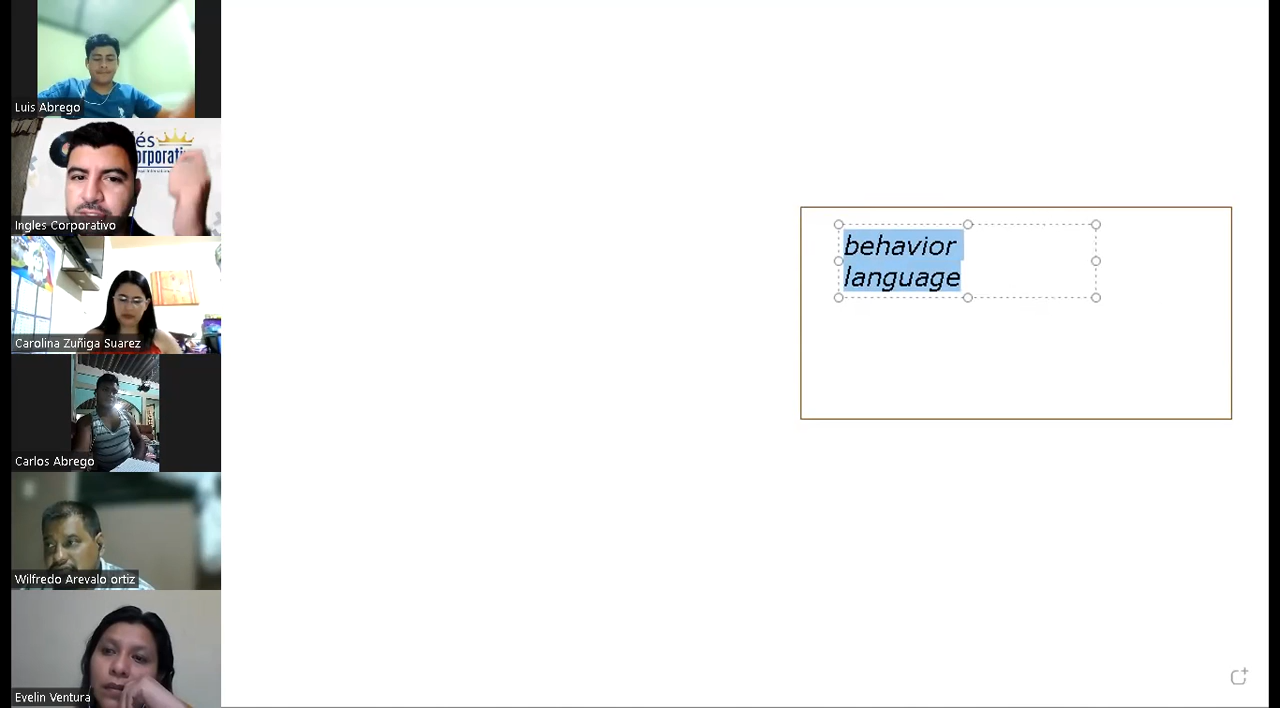 Luis Abrego
Ingles Corporativo
Carolina Zuñiga Suarez
Carlos Abrego
Wilfredo Arevalo ortiz
Evelin Ventura
behavior
language